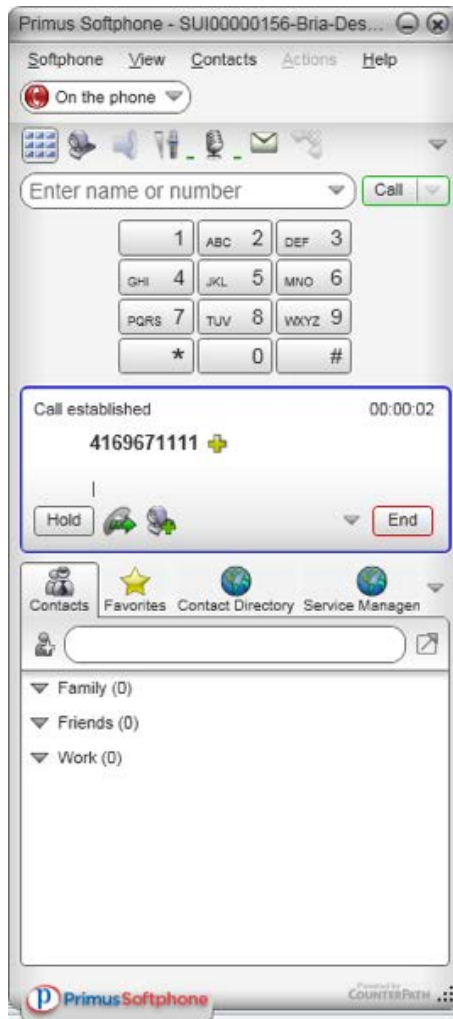 Primus Softphone - SUI00000156-Bria-Des...
Softphone View Contacts Actions Help
On the phone
Enter name or number Call
1 ABC 2 DEF 3
GHI 4 JKL 5 MNO 6
PQRS 7 TUV 8 WXYZ 9
* 0 #
Call established 00:00:02
4169671111
Hold End
Contacts Favorites Contact Directory Service Managen
Family (0)
Friends (0)
Work (0)
Powered by
p PrimusSoftphone COUNTERPATH